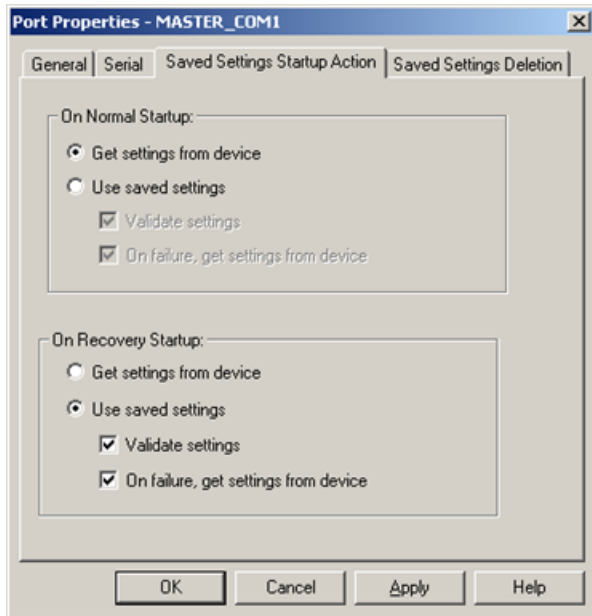 Port Properties - MASTER_COM1
General Serial Saved Settings Startup Action Saved Settings Deletion
On Normal Startup:
Get settings from device
Use saved settings
Validate settings
On failure, get settings from device
On Recovery Startup:
Get settings from device
Use saved settings
Validate settings
On failure, get settings from device
OK Cancel Apply Help